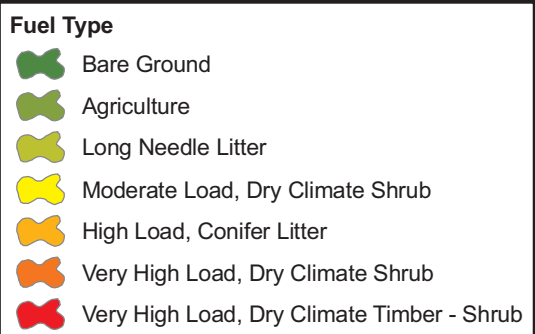 Fuel Type
Bare Ground
Agriculture
Long Needle Litter
Moderate Load, Dry Climate Shrub
High Load, Conifer Litter
Very High Load, Dry Climate Shrub
Very High Load, Dry Climate Timber - Shrub